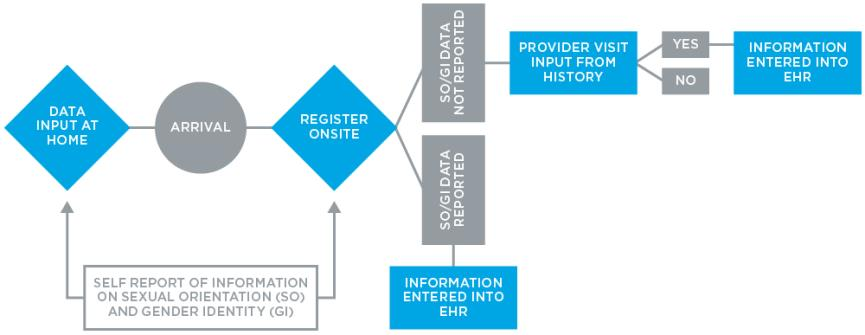 DATA
INPUT AT
HOME
ARRIVAL
REGISTER
ONSITE
SO/GI DATA
NOT REPORTED
PROVIDER VISIT
INPUT FROM
HISTORY
YES
NO
INFORMATION
ENTERED INTO
EHR
SO/GI DATA
REPORTED
INFORMATION
ENTERED INTO
EHR
SELF REPORT OF INFORMATION
ON SEXUAL ORIENTATION (SO)
AND GENDER IDENTITY (GI)